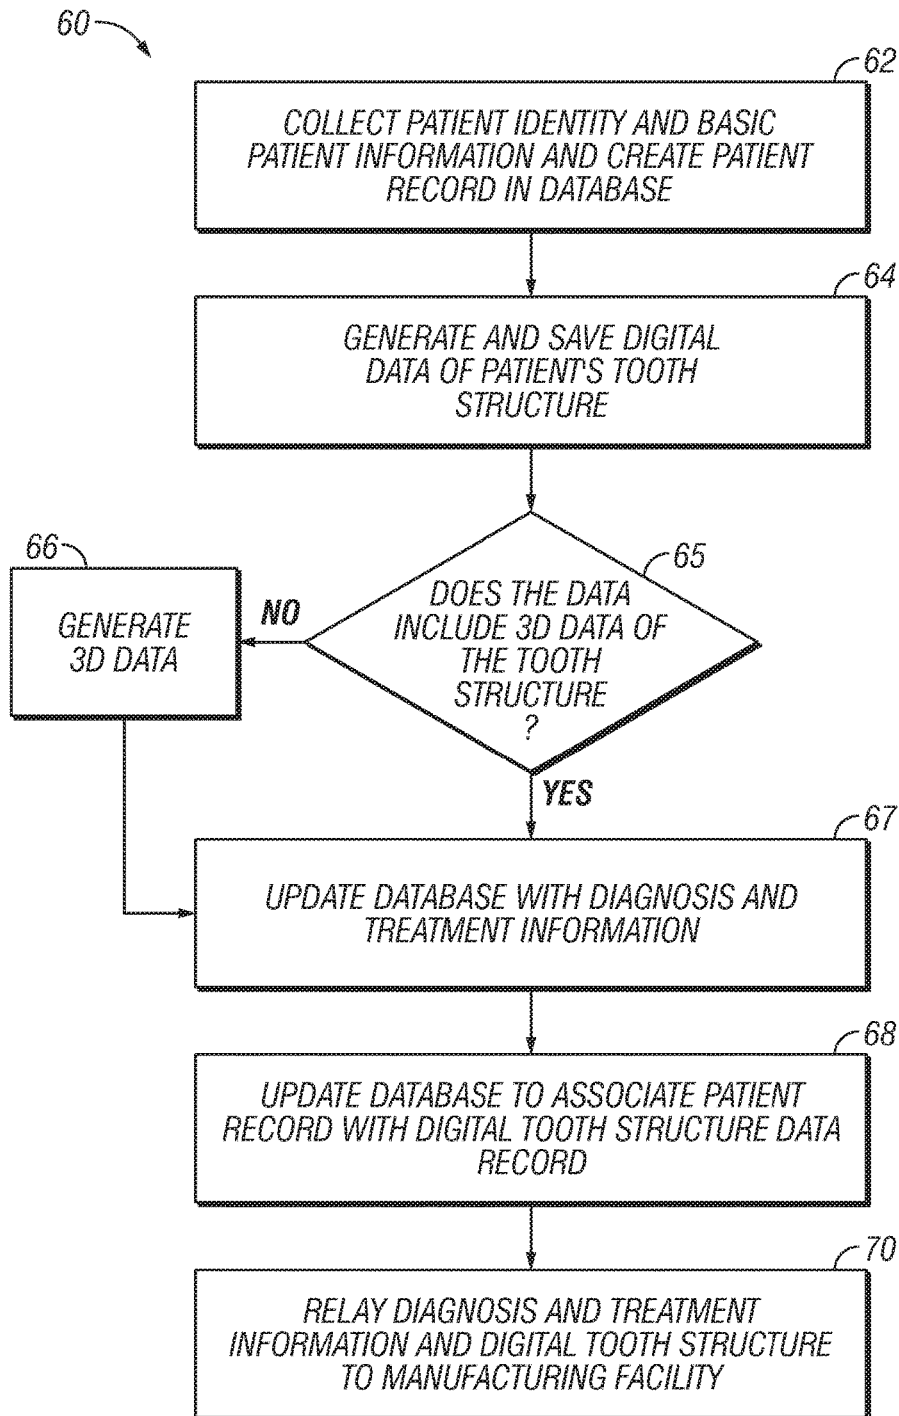 60
62
COLLECT PATIENT IDENTITY AND BASIC
PATIENT INFORMATION AND CREATE PATIENT
RECORD IN DATABASE
64
GENERATE AND SAVE DIGITAL
DATA OF PATIENT'S TOOTH
STRUCTURE
65
DOES THE DATA
INCLUDE 3D DATA OF
THE TOOTH
STRUCTURE
?
NO
66
GENERATE
3D DATA
YES
67
UPDATE DATABASE WITH DIAGNOSIS AND
TREATMENT INFORMATION
68
UPDATE DATABASE TO ASSOCIATE PATIENT
RECORD WITH DIGITAL TOOTH STRUCTURE DATA
RECORD
70
RELAY DIAGNOSIS AND TREATMENT
INFORMATION AND DIGITAL TOOTH STRUCTURE
TO MANUFACTURING FACILITY